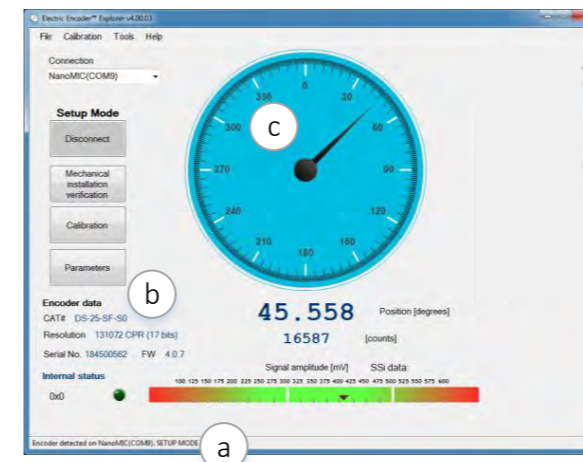 Electric Encoder™ Explorer v4.00.03
File Calibration Tools Help
Connection
NanoMIC(COM9)
Setup Mode
Disconnect
Mechanical
installation
verification
Calibration
Parameters
Encoder data
CAT# DS-25-SF-S0
Resolution 131072 CPR (17 bits)
Serial No. 184500562 FW 4.0.7
Internal status
0x0
0
30
60
90
120
150
180
210
240
270
300
330
c
b
45.558 Position [degrees]
16587 [counts]
Signal amplitude [mV] SSi data:
100 125 150 175 200 225 250 275 300 325 350 375 400 425 450 475 500 525 550 575 600
Encoder detected on NanoMIC(COM9). SETUP MODE
a